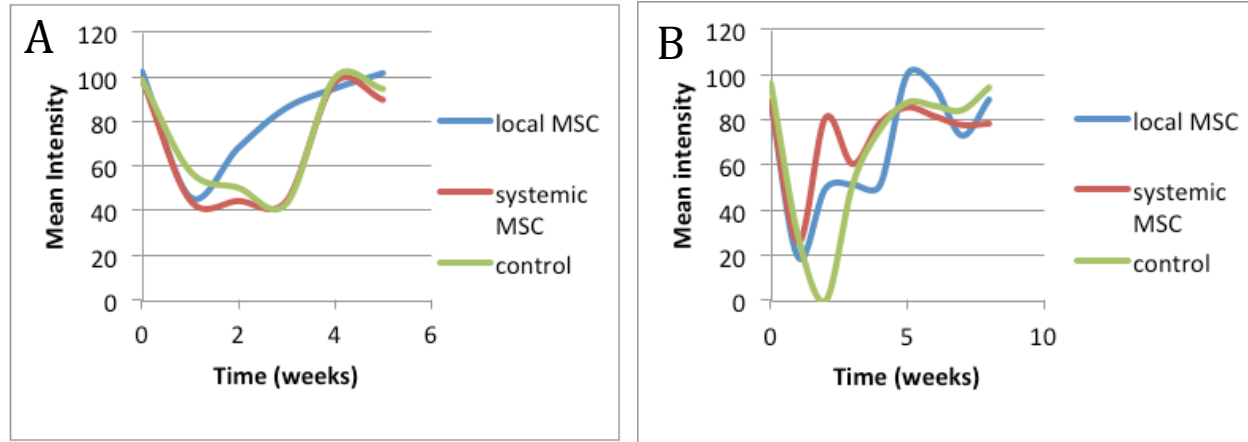 A
120
100
80
60
40
20
0
Mean Intensity
0
2
4
6
Time (weeks)
local MSC
systemic
MSC
control
B
120
100
80
60
40
20
0
Mean intensity
0
5
10
Time (weeks)
local MSC
systemic
MSC
control